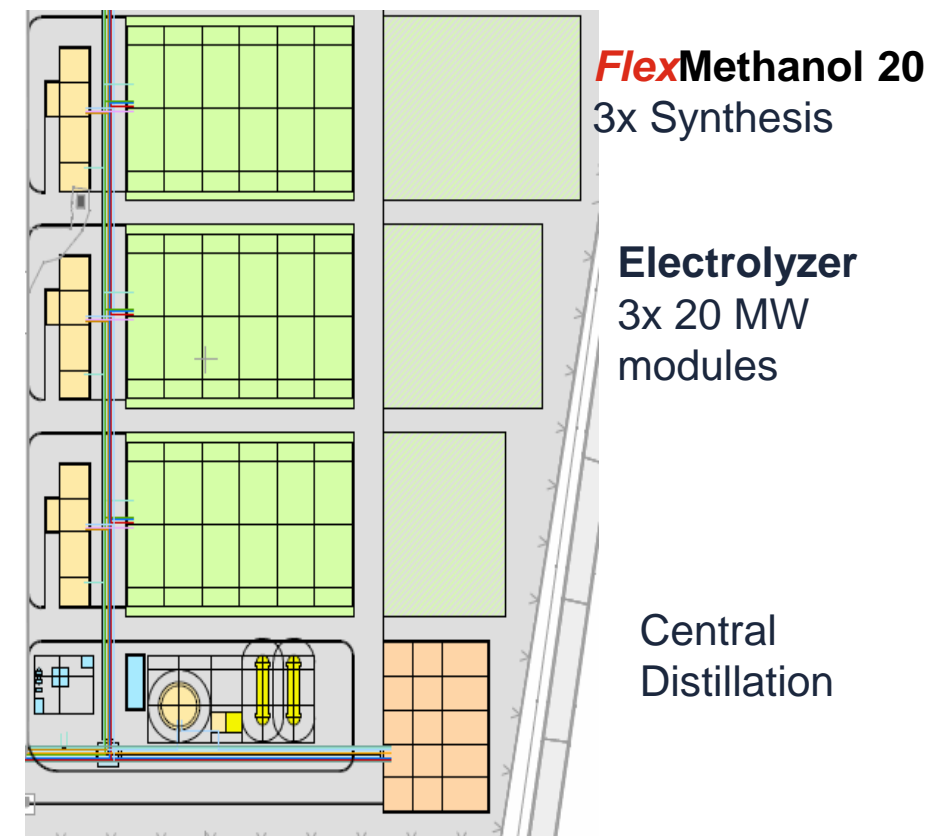 FlexMethanol 20
3x Synthesis
Electrolyzer
3x 20 MW
modules
Central
Distillation